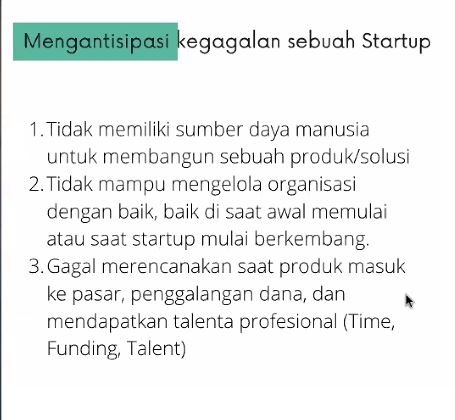 Mengantisipasi kegagalan sebuah Startup
1. Tidak memiliki sumber daya manusia
untuk membangun sebuah produk/solusi
2. Tidak mampu mengelola organisasi
dengan baik, baik di saat awal memulai
atau saat startup mulai berkembang.
3. Gagal merencanakan saat produk masuk
ke pasar, penggalangan dana, dan
mendapatkan talenta profesional (Time,
Funding, Talent)